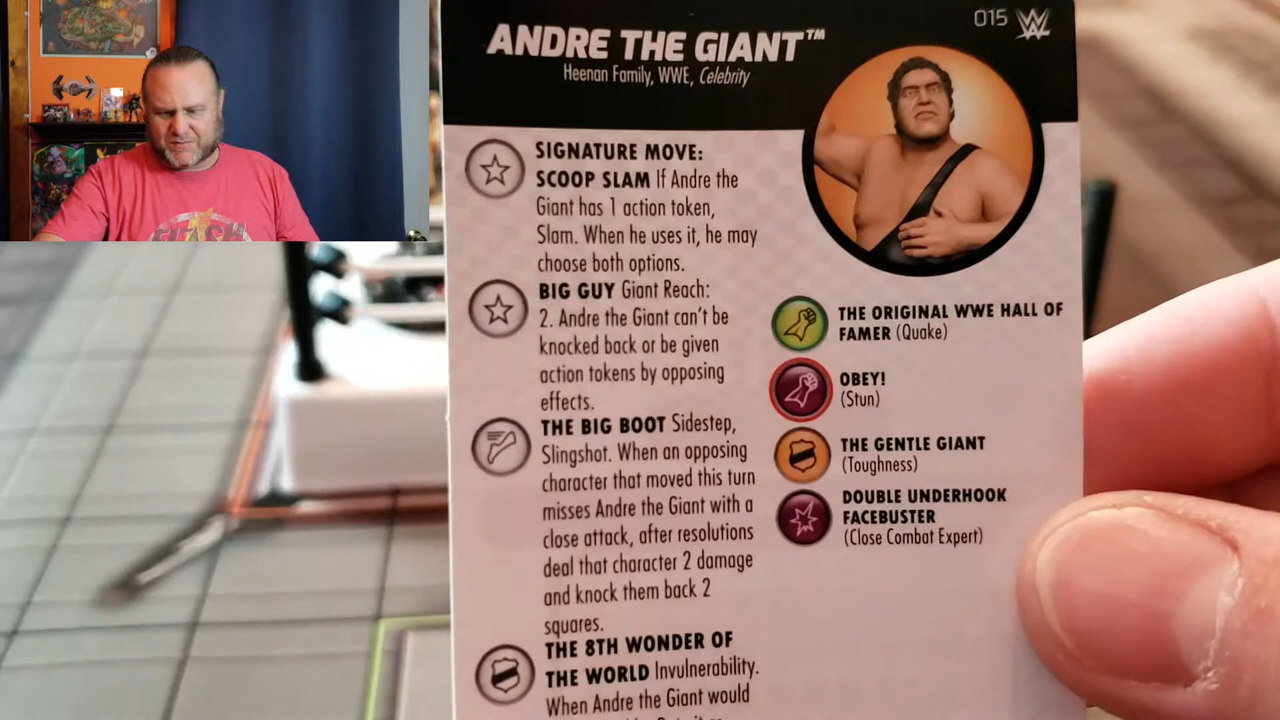 015
ANDRE THE GIANT™
Heenan Family, WWE, Celebrity
SIGNATURE MOVE:
SCOOP SLAM If Andre the
Giant has 1 action token,
Slam. When he uses it, he may
choose both options.
BIG GUY Giant Reach:
2. Andre the Giant can't be
knocked back or be given
action tokens by opposing
effects.
THE BIG BOOT Sidestep,
Slingshot. When an opposing
character that moved this turn
misses Andre the Giant with a
close attack, after resolutions
deal that character 2 damage
and knock them back 2
squares.
THE 8TH WONDER OF
THE WORLD Invulnerability.
When Andre the Giant would
THE ORIGINAL WWE HALL OF
FAMER (Quake)
OBEY!
(Stun)
THE GENTLE GIANT
(Toughness)
DOUBLE UNDERHOOK
FACEBUSTER
(Close Combat Expert)